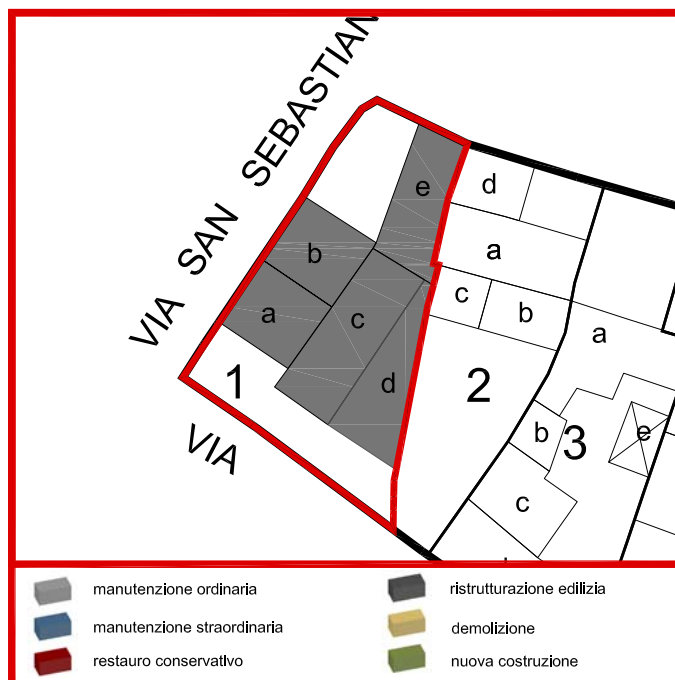 VIA SAN SEBASTIAN
e
d
b
a
c
b
a
c
a
d
1
2
b
3
e
c
VIA
manutenzione ordinaria
ristrutturazione edilizia
manutenzione straordinaria
demolizione
restauro conservativo
nuova costruzione